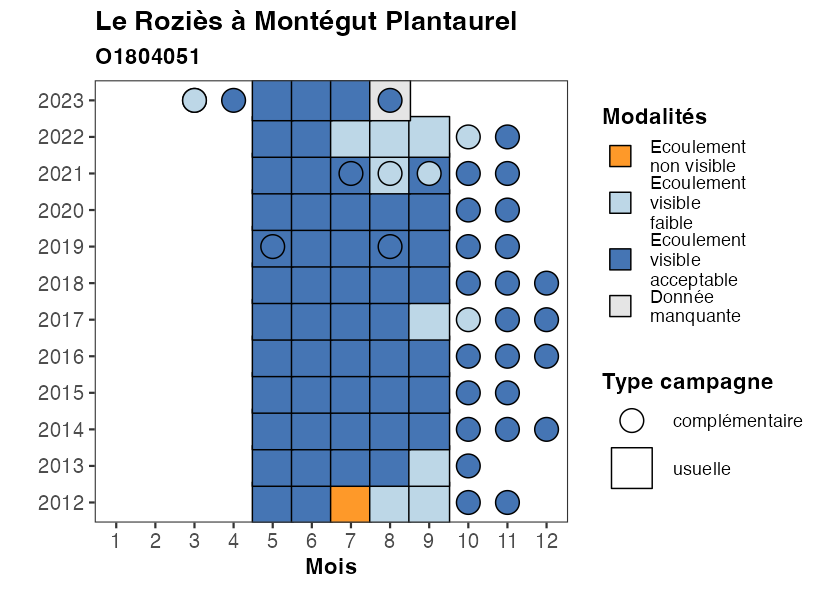 Le Roziès à Montégut Plantaurel
O1804051
2023
2022
2021
2020
2019
2018
2017
2016
2015
2014
2013
2012
1 2 3 4 5 6 7 8 9 10 11 12
Mois
Modalités
Ecoulement
non visible
Ecoulement
visible
faible
Ecoulement
visible
acceptable
Donnée
manquante
Type campagne
complémentaire
usuelle